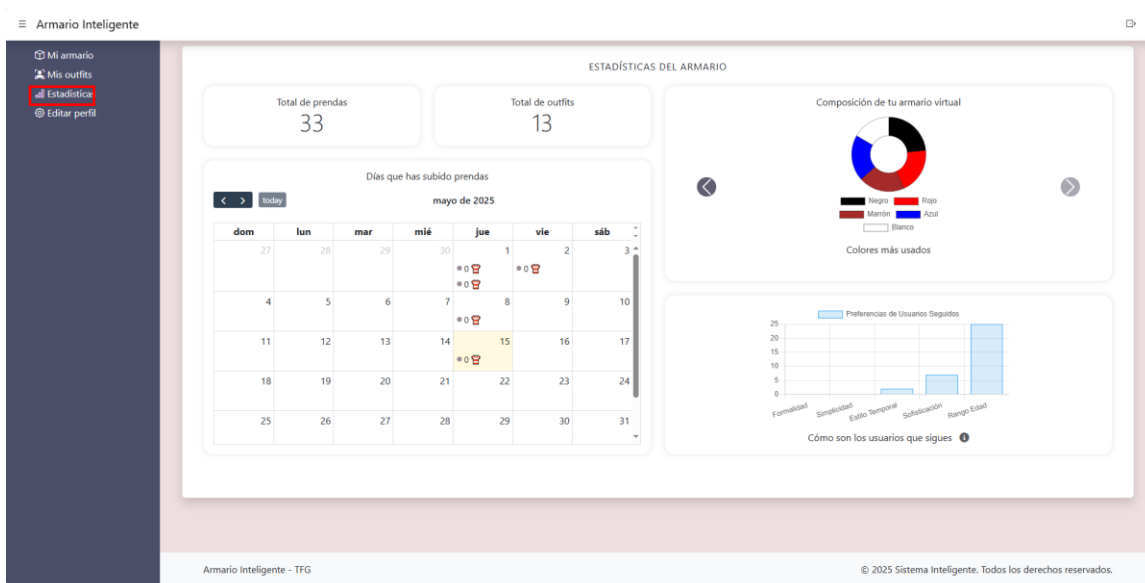 Armario Inteligente
Mi armario
Mis outfits
Estadística
Editar perfil
ESTADÍSTICAS DEL ARMARIO
Total de prendas
33
Total de outfits
13
Días que has subido prendas
today
mayo de 2025
dom lun mar mié jue vie sáb
27 28 29 30 1 2 3
0 0
0
4 5 6 7 8 9 10
0
11 12 13 14 15 16 17
0
18 19 20 21 22 23 24
25 26 27 28 29 30 31
Composición de tu armario virtual
Negro Rojo
Marrón Azul
Blanco
Colores más usados
Preferencias de Usuarios Seguidos
25
20
15
10
5
0
Formalidad Simplicidad Estilo Temporal Sofisticación Rango Edad
Cómo son los usuarios que sigues
Armario Inteligente - TFG
© 2025 Sistema Inteligente. Todos los derechos reservados.